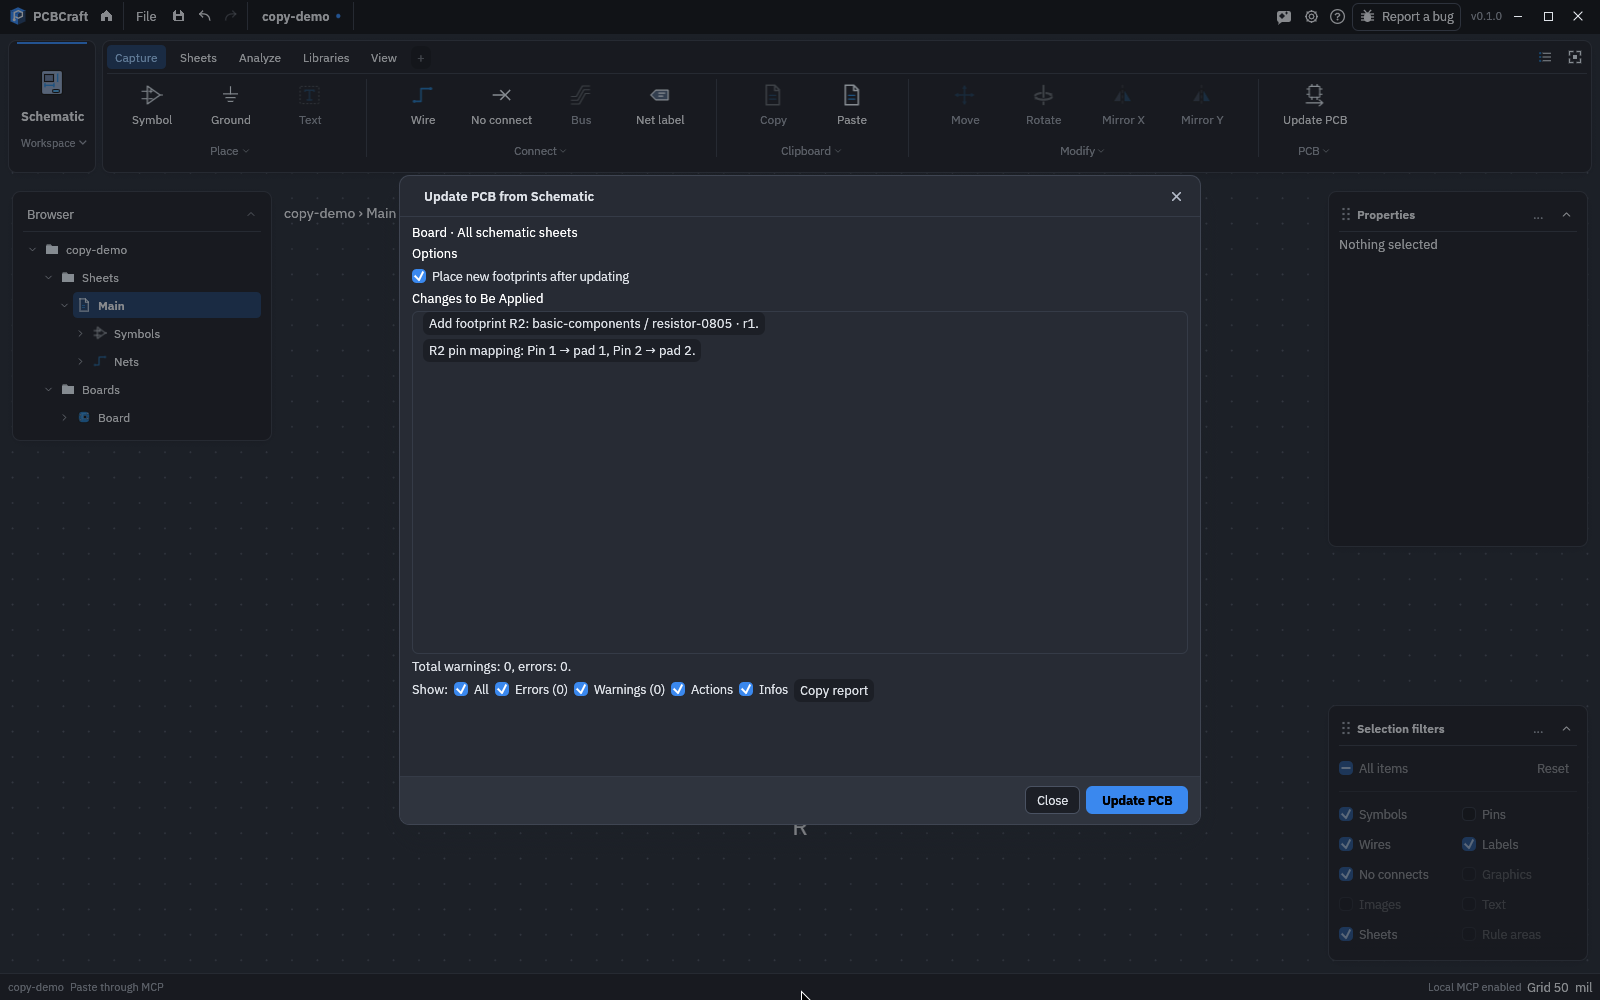 PCBCraft File copy-demo Report a bug v0.1.0
Capture Sheets Analyze Libraries View +
Schematic
Workspace
Symbol Ground Text Wire No connect Bus Net label Copy Paste Move Rotate Mirror X Mirror Y Update PCB
Place Connect Clipboard Modify PCB
Browser
copy-demo
Sheets
Main
Symbols
Nets
Boards
Board
copy-demo › Main
Update PCB from Schematic
Board · All schematic sheets
Options
Place new footprints after updating
Changes to Be Applied
Add footprint R2: basic-components / resistor-0805 · r1.
R2 pin mapping: Pin 1 → pad 1, Pin 2 → pad 2.
Total warnings: 0, errors: 0.
Show: All Errors (0) Warnings (0) Actions Infos Copy report
Close Update PCB
R
Properties ...
Nothing selected
Selection filters ...
All items Reset
Symbols Pins
Wires Labels
No connects Graphics
Images Text
Sheets Rule areas
copy-demo Paste through MCP
Local MCP enabled Grid 50 mil